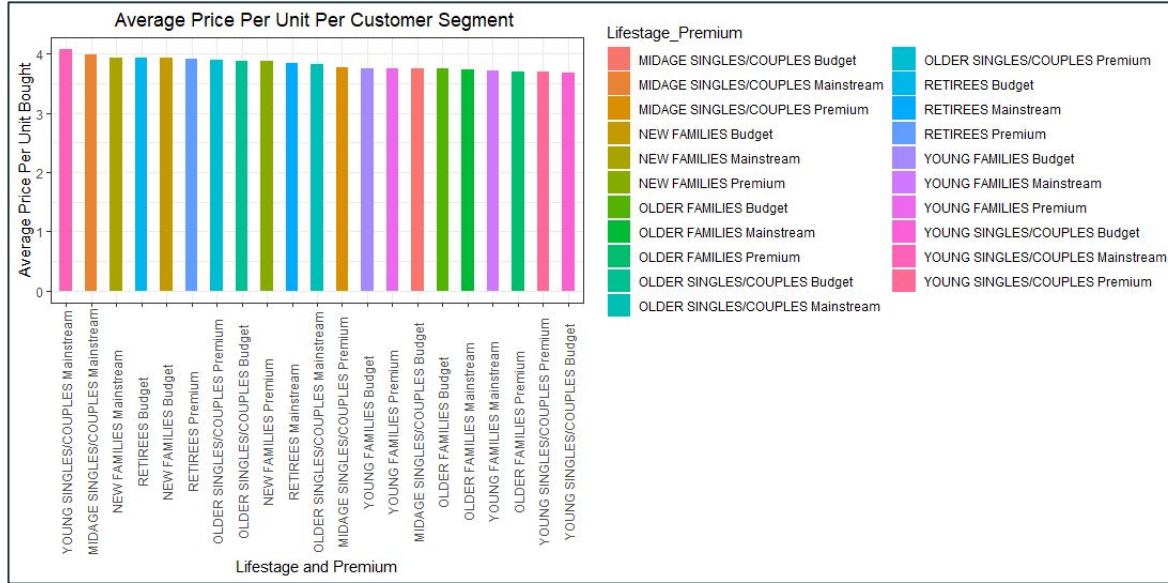 Average Price Per Unit Per Customer Segment
Average Price Per Unit Bought
4
3
2
1
0
YOUNG SINGLES/COUPLES Mainstream
MIDAGE SINGLES/COUPLES Mainstream
NEW FAMILIES Mainstream
RETIREES Budget
NEW FAMILIES Budget
RETIREES Premium
OLDER SINGLES/COUPLES Premium
OLDER SINGLES/COUPLES Budget
NEW FAMILIES Premium
RETIREES Mainstream
OLDER SINGLES/COUPLES Mainstream
MIDAGE SINGLES/COUPLES Premium
YOUNG FAMILIES Budget
YOUNG FAMILIES Premium
MIDAGE SINGLES/COUPLES Budget
OLDER FAMILIES Budget
OLDER FAMILIES Mainstream
YOUNG FAMILIES Mainstream
OLDER FAMILIES Premium
YOUNG SINGLES/COUPLES Premium
YOUNG SINGLES/COUPLES Budget
Lifestage and Premium
Lifestage_Premium
MIDAGE SINGLES/COUPLES Budget
MIDAGE SINGLES/COUPLES Mainstream
MIDAGE SINGLES/COUPLES Premium
NEW FAMILIES Budget
NEW FAMILIES Mainstream
NEW FAMILIES Premium
OLDER FAMILIES Budget
OLDER FAMILIES Mainstream
OLDER FAMILIES Premium
OLDER SINGLES/COUPLES Budget
OLDER SINGLES/COUPLES Mainstream
OLDER SINGLES/COUPLES Premium
RETIREES Budget
RETIREES Mainstream
RETIREES Premium
YOUNG FAMILIES Budget
YOUNG FAMILIES Mainstream
YOUNG FAMILIES Premium
YOUNG SINGLES/COUPLES Budget
YOUNG SINGLES/COUPLES Mainstream
YOUNG SINGLES/COUPLES Premium